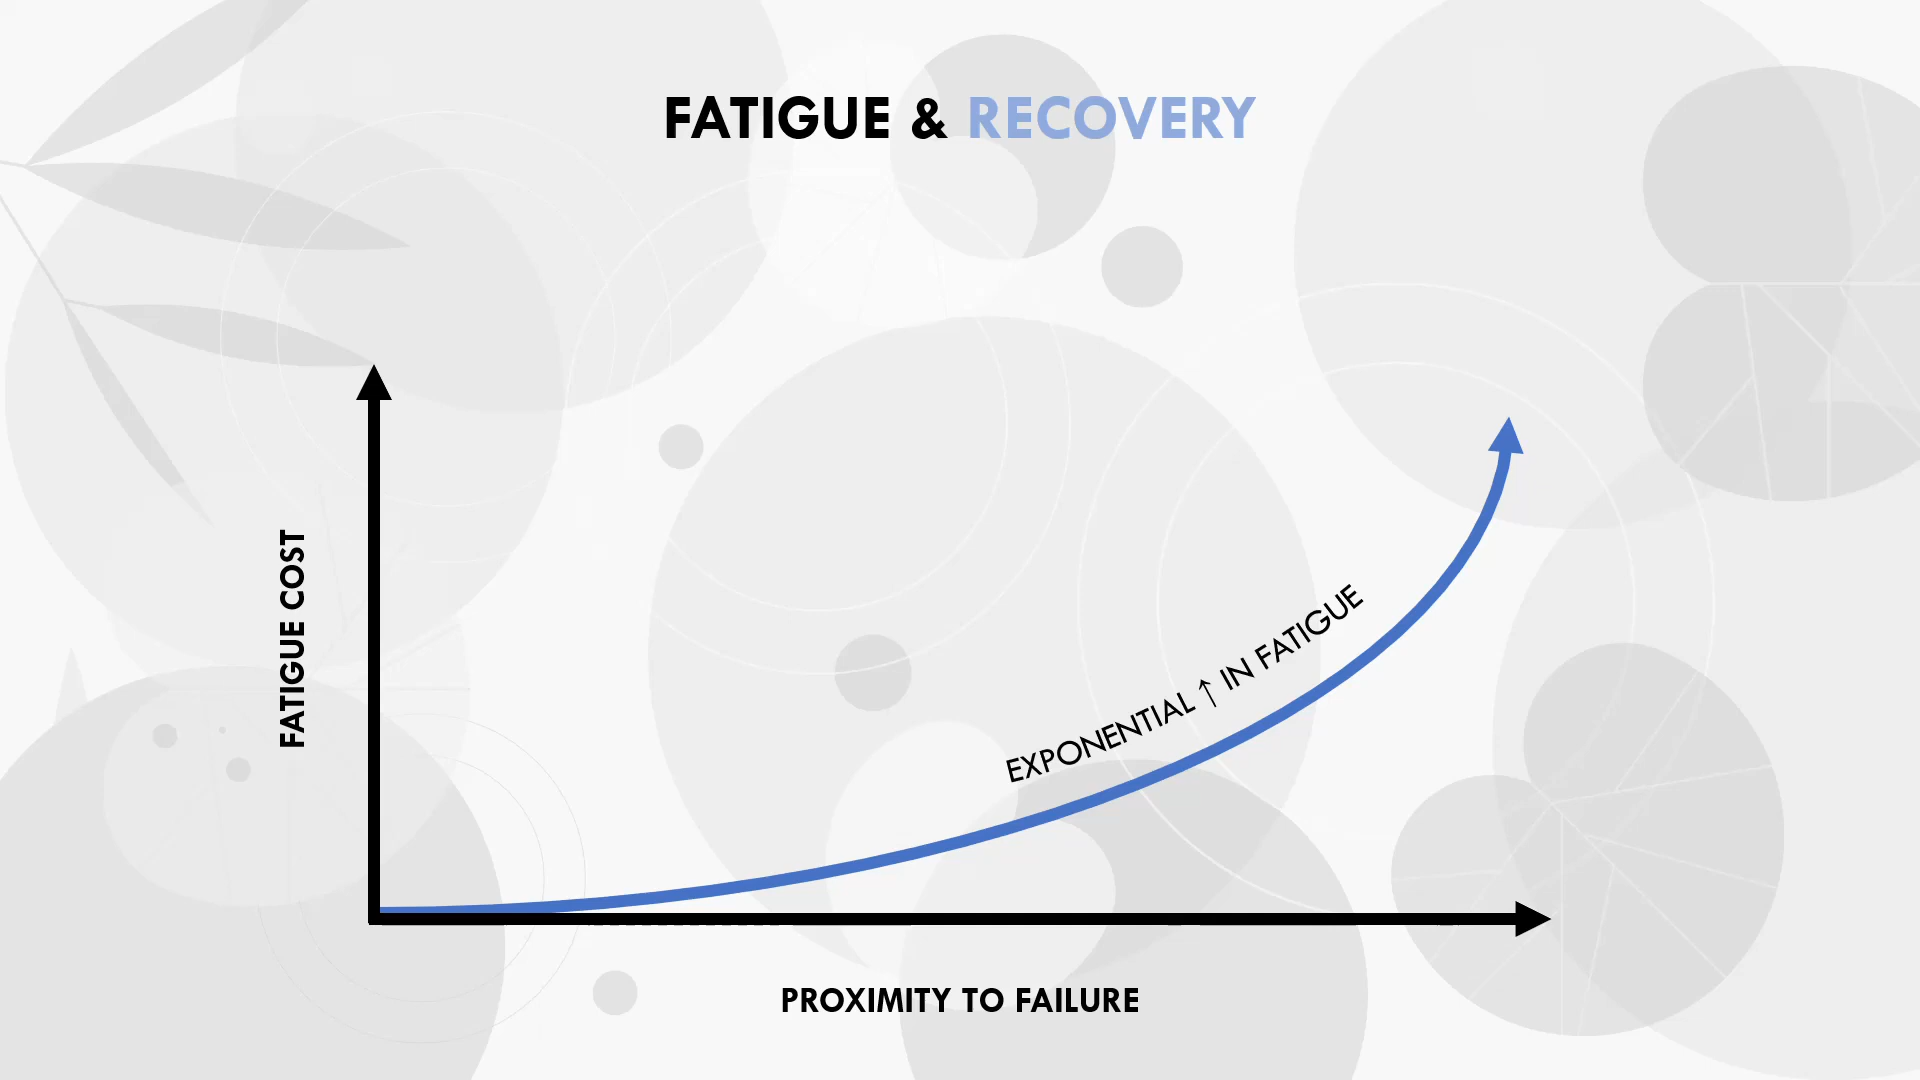 FATIGUE & RECOVERY
FATIGUE COST
EXPONENTIAL ↑ IN FATIGUE
PROXIMITY TO FAILURE